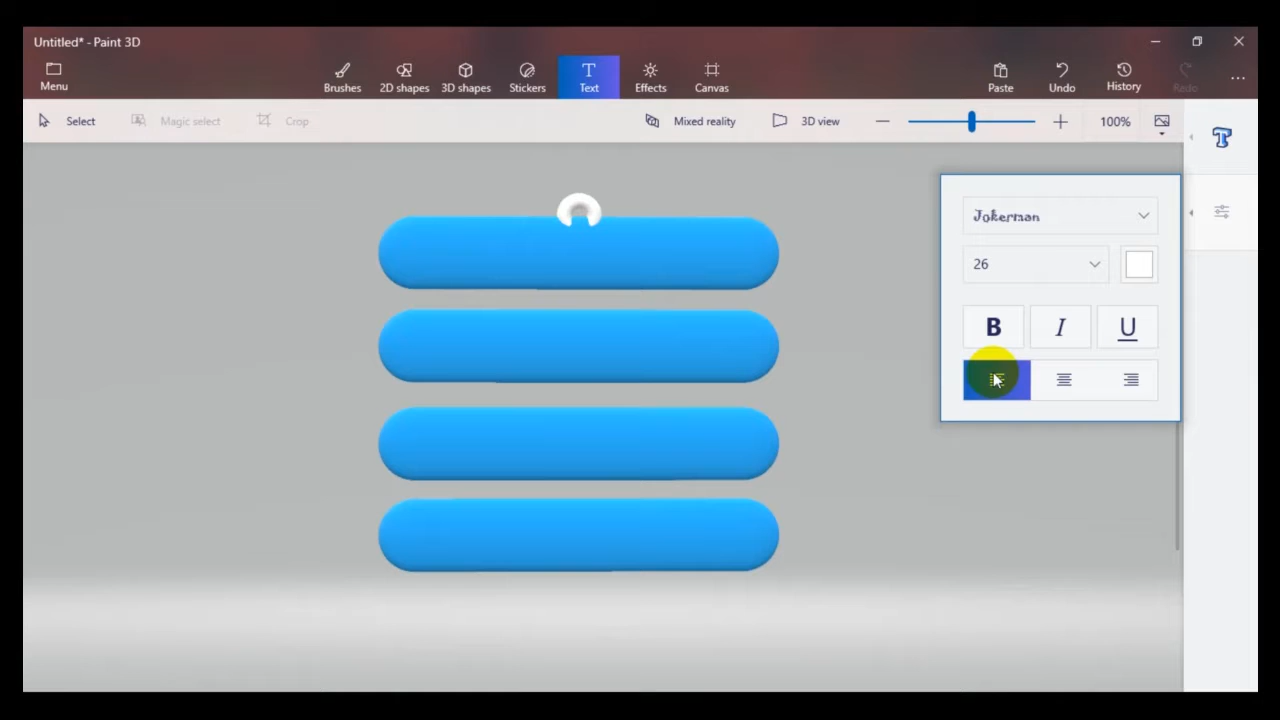 Untitled* - Paint 3D
Menu
Brushes
2D shapes
3D shapes
Stickers
Text
Effects
Canvas
Paste
Undo
History
Redo
Select
Magic select
Crop
Mixed reality
3D view
100%
Jokerman
26
B
I
U